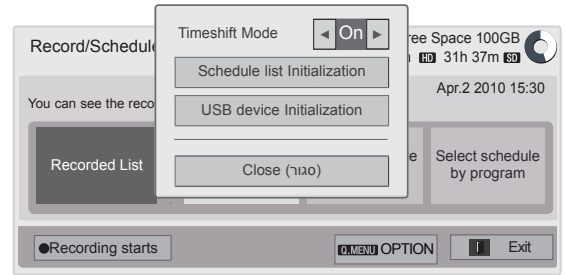 Timeshift Mode ◄ On ►
Schedule list Initialization
USB device Initialization
Close (סגור)
Record/Schedule
ree Space 100GB
HD 31h 37m SD
Apr.2 2010 15:30
You can see the reco
Recorded List
e
Select schedule
by program
●Recording starts
Q.MENU OPTION
Exit